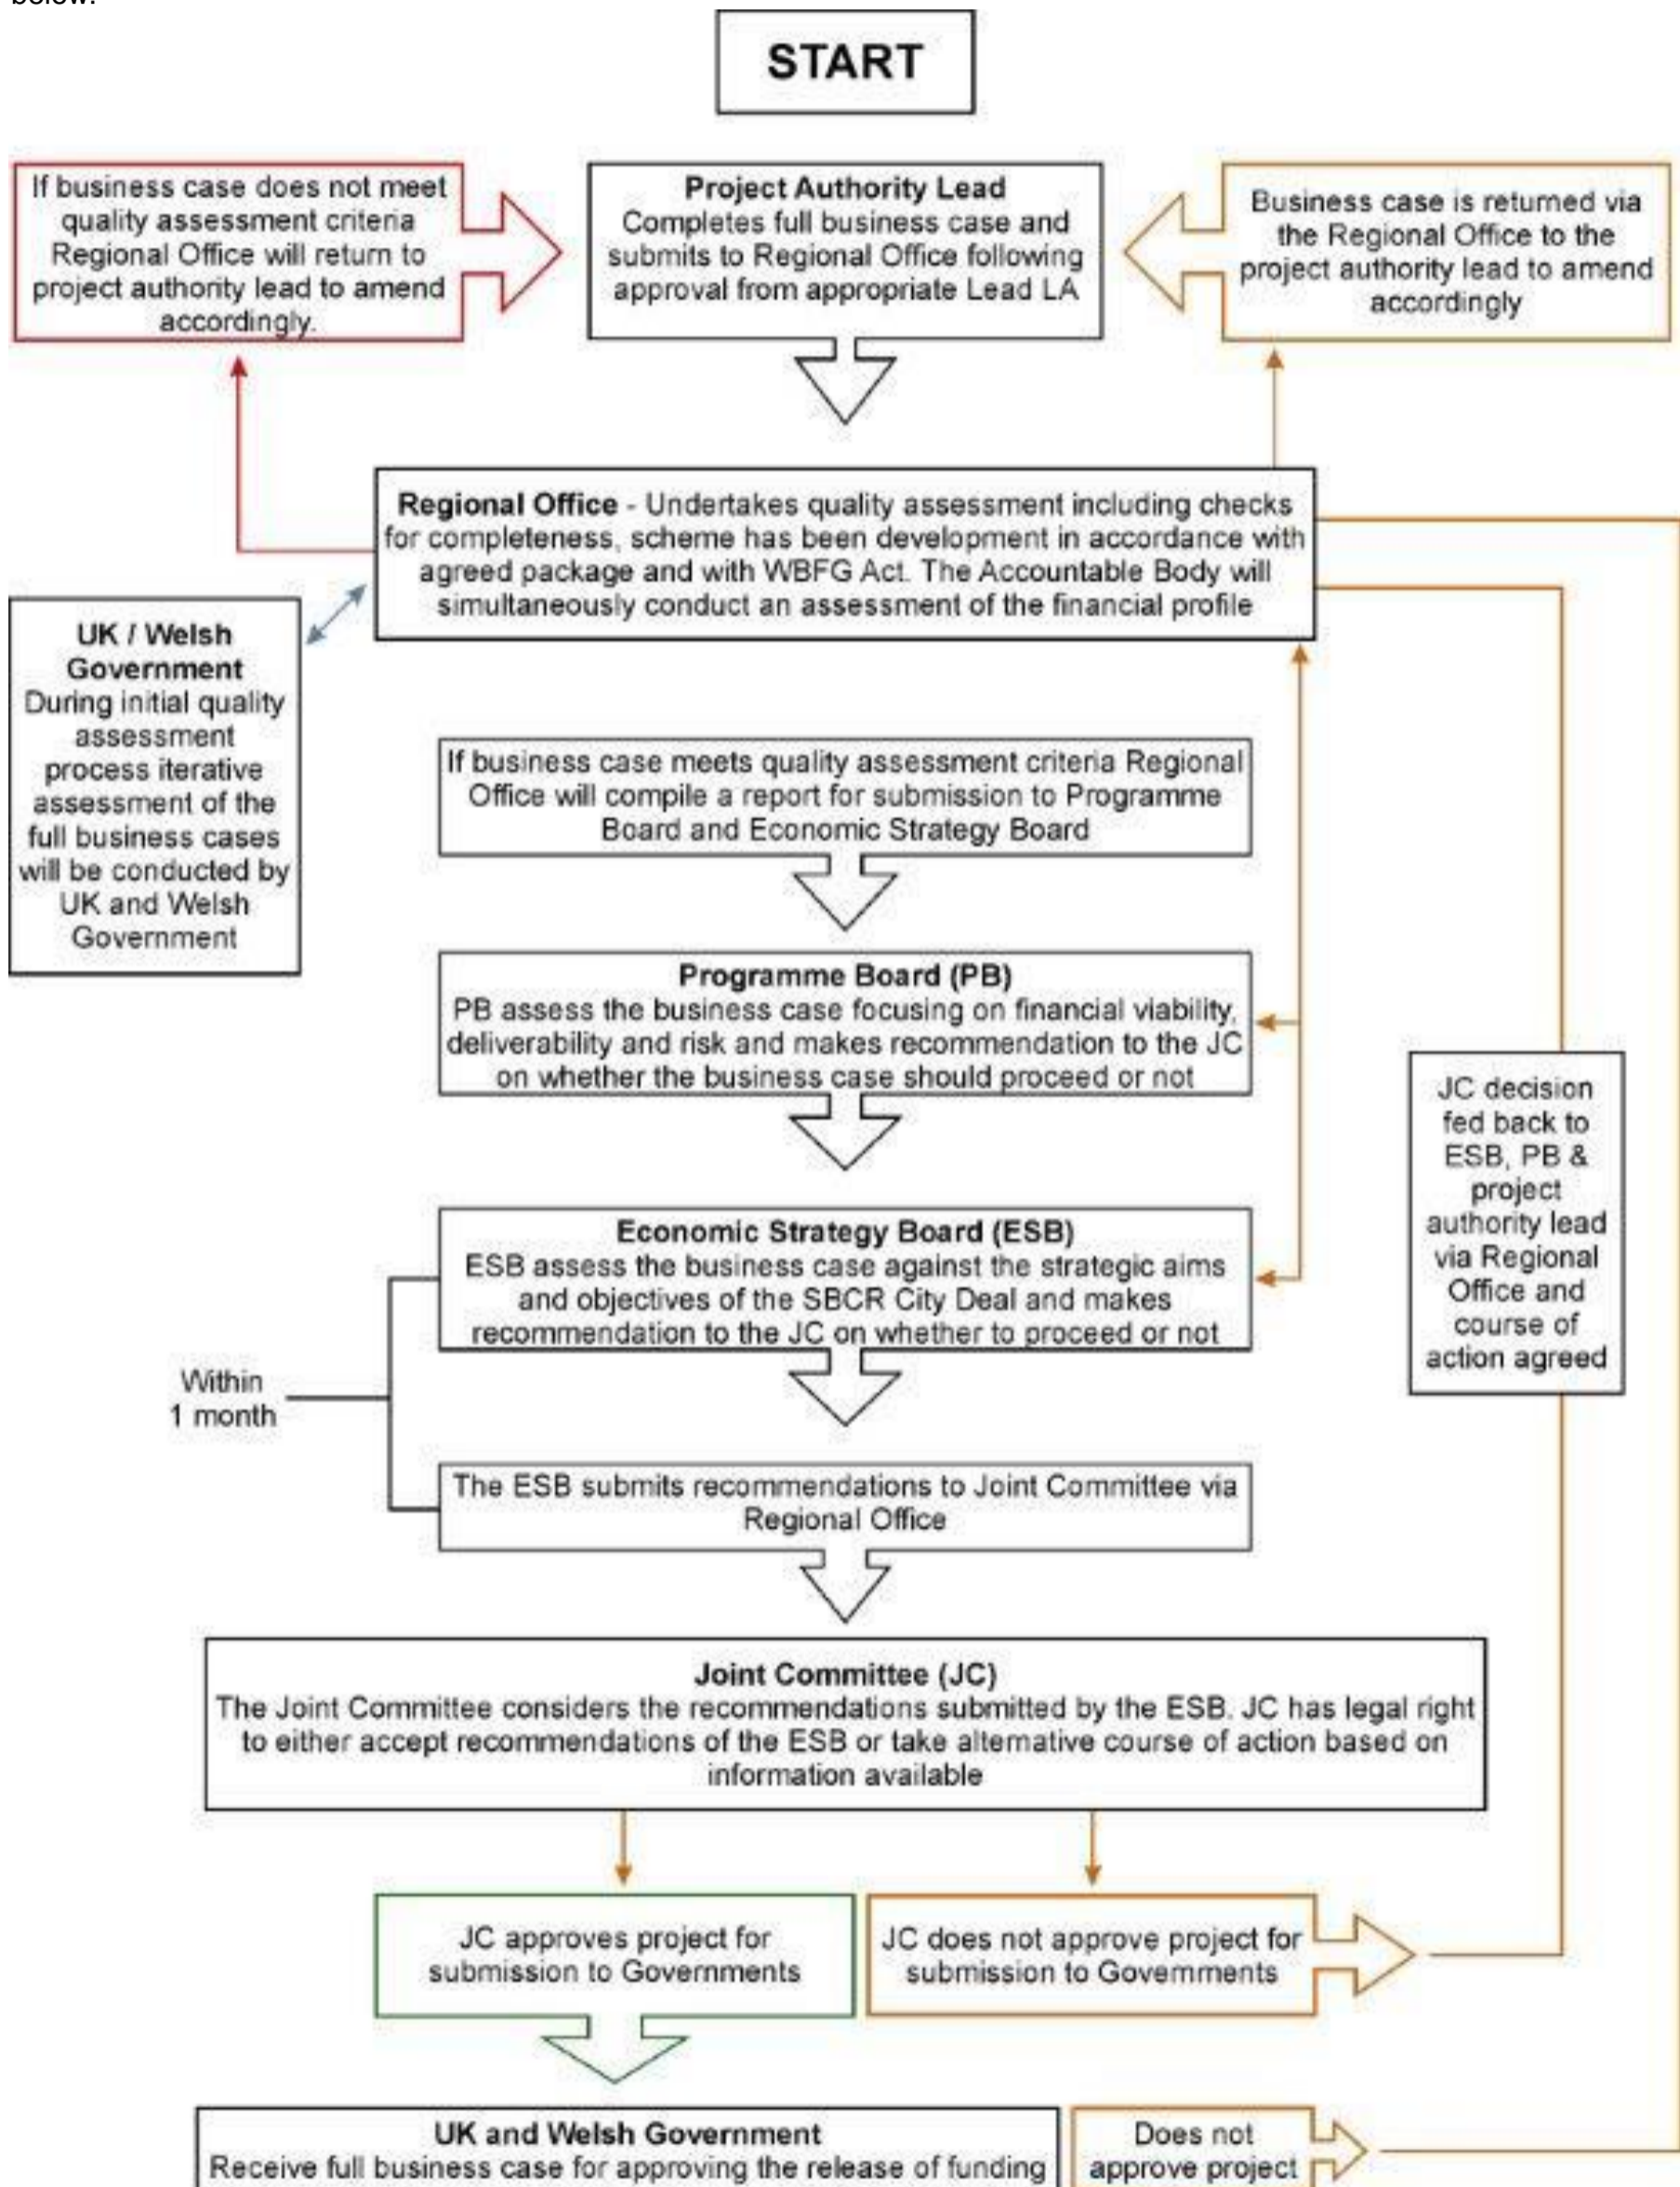 below:
START
If business case does not meet
quality assessment criteria
Regional Office will return to
project authority lead to amend
accordingly.
Project Authority Lead
Completes full business case and
submits to Regional Office following
approval from appropriate Lead LA
Business case is returned via
the Regional Office to the
project authority lead to amend
accordingly
Regional Office - Undertakes quality assessment including checks
for completeness, scheme has been development in accordance with
agreed package and with WBFG Act. The Accountable Body will
simultaneously conduct an assessment of the financial profile
UK / Welsh
Government
During initial quality
assessment
process iterative
assessment of the
full business cases
will be conducted by
UK and Welsh
Government
If business case meets quality assessment criteria Regional
Office will compile a report for submission to Programme
Board and Economic Strategy Board
Programme Board (PB)
PB assess the business case focusing on financial viability,
deliverability and risk and makes recommendation to the JC
on whether the business case should proceed or not
JC decision
fed back to
ESB, PB &
project
authority lead
via Regional
Office and
course of
action agreed
Economic Strategy Board (ESB)
ESB assess the business case against the strategic aims
and objectives of the SBCR City Deal and makes
recommendation to the JC on whether to proceed or not
Within
1 month
The ESB submits recommendations to Joint Committee via
Regional Office
Joint Committee (JC)
The Joint Committee considers the recommendations submitted by the ESB. JC has legal right
to either accept recommendations of the ESB or take alternative course of action based on
information available
JC approves project for
submission to Governments
JC does not approve project for
submission to Governments
UK and Welsh Government
Receive full business case for approving the release of funding
Does not
approve project